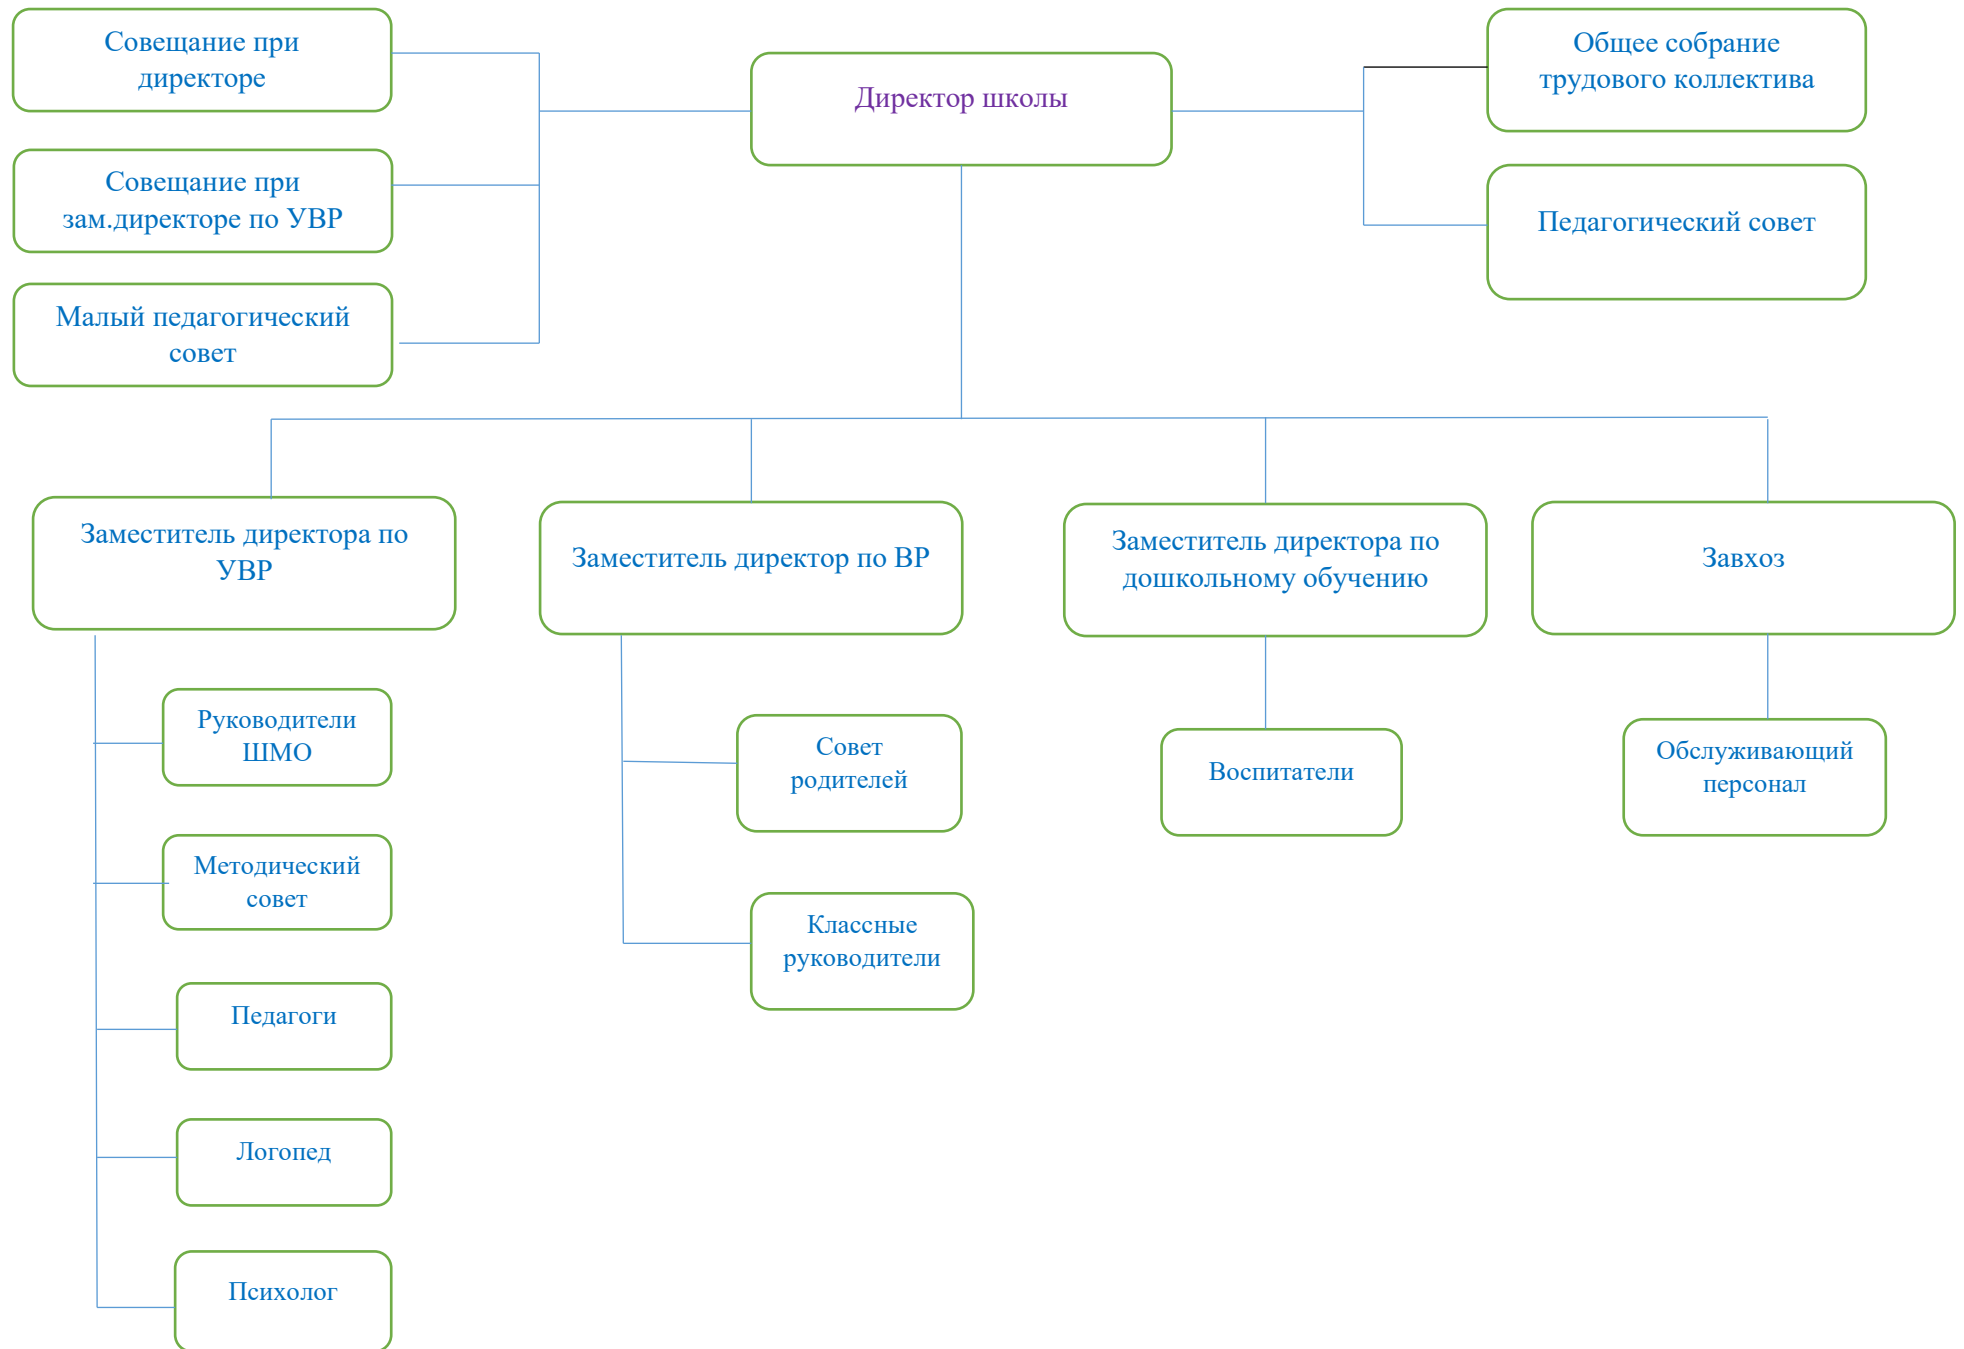 Совещание при
директоре
Директор школы
Общее собрание
трудового коллектива
Совещание при
зам.директоре по УВР
Педагогический совет
Малый педагогический
совет
Заместитель директора по
УВР
Заместитель директор по ВР
Заместитель директора по
дошкольному обучению
Завхоз
Руководители
ШМО
Совет
родителей
Воспитатели
Обслуживающий
персонал
Методический
совет
Классные
руководители
Педагоги
Логопед
Психолог